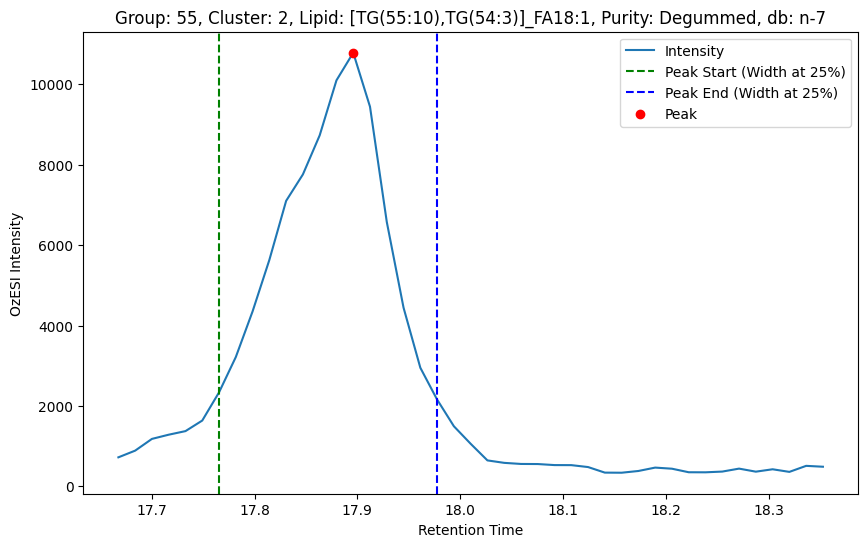 Group: 55, Cluster: 2, Lipid: [TG(55:10),TG(54:3)]_FA18:1, Purity: Degummed, db: n-7
Intensity
Peak Start (Width at 25%)
Peak End (Width at 25%)
Peak
OzESI Intensity
10000
8000
6000
4000
2000
0
17.7 17.8 17.9 18.0 18.1 18.2 18.3
Retention Time